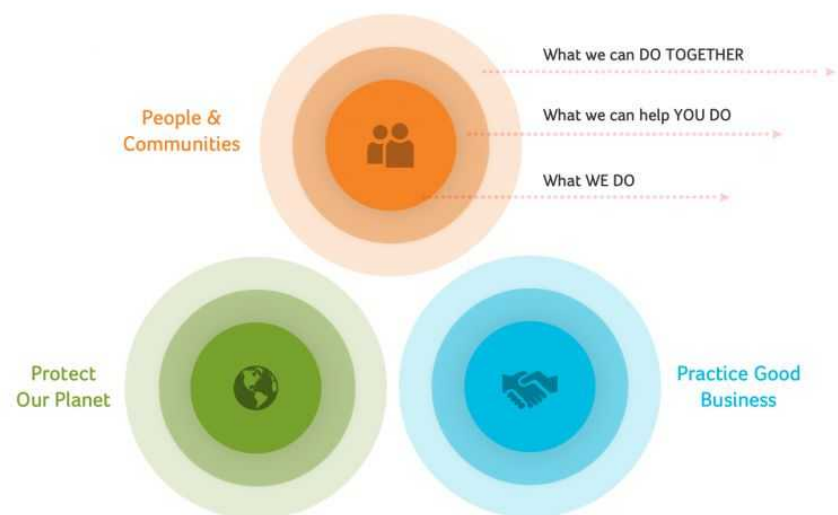 What we can DO TOGETHER
People &
Communities
What we can help YOU DO
What WE DO
Protect
Our Planet
Practice Good
Business